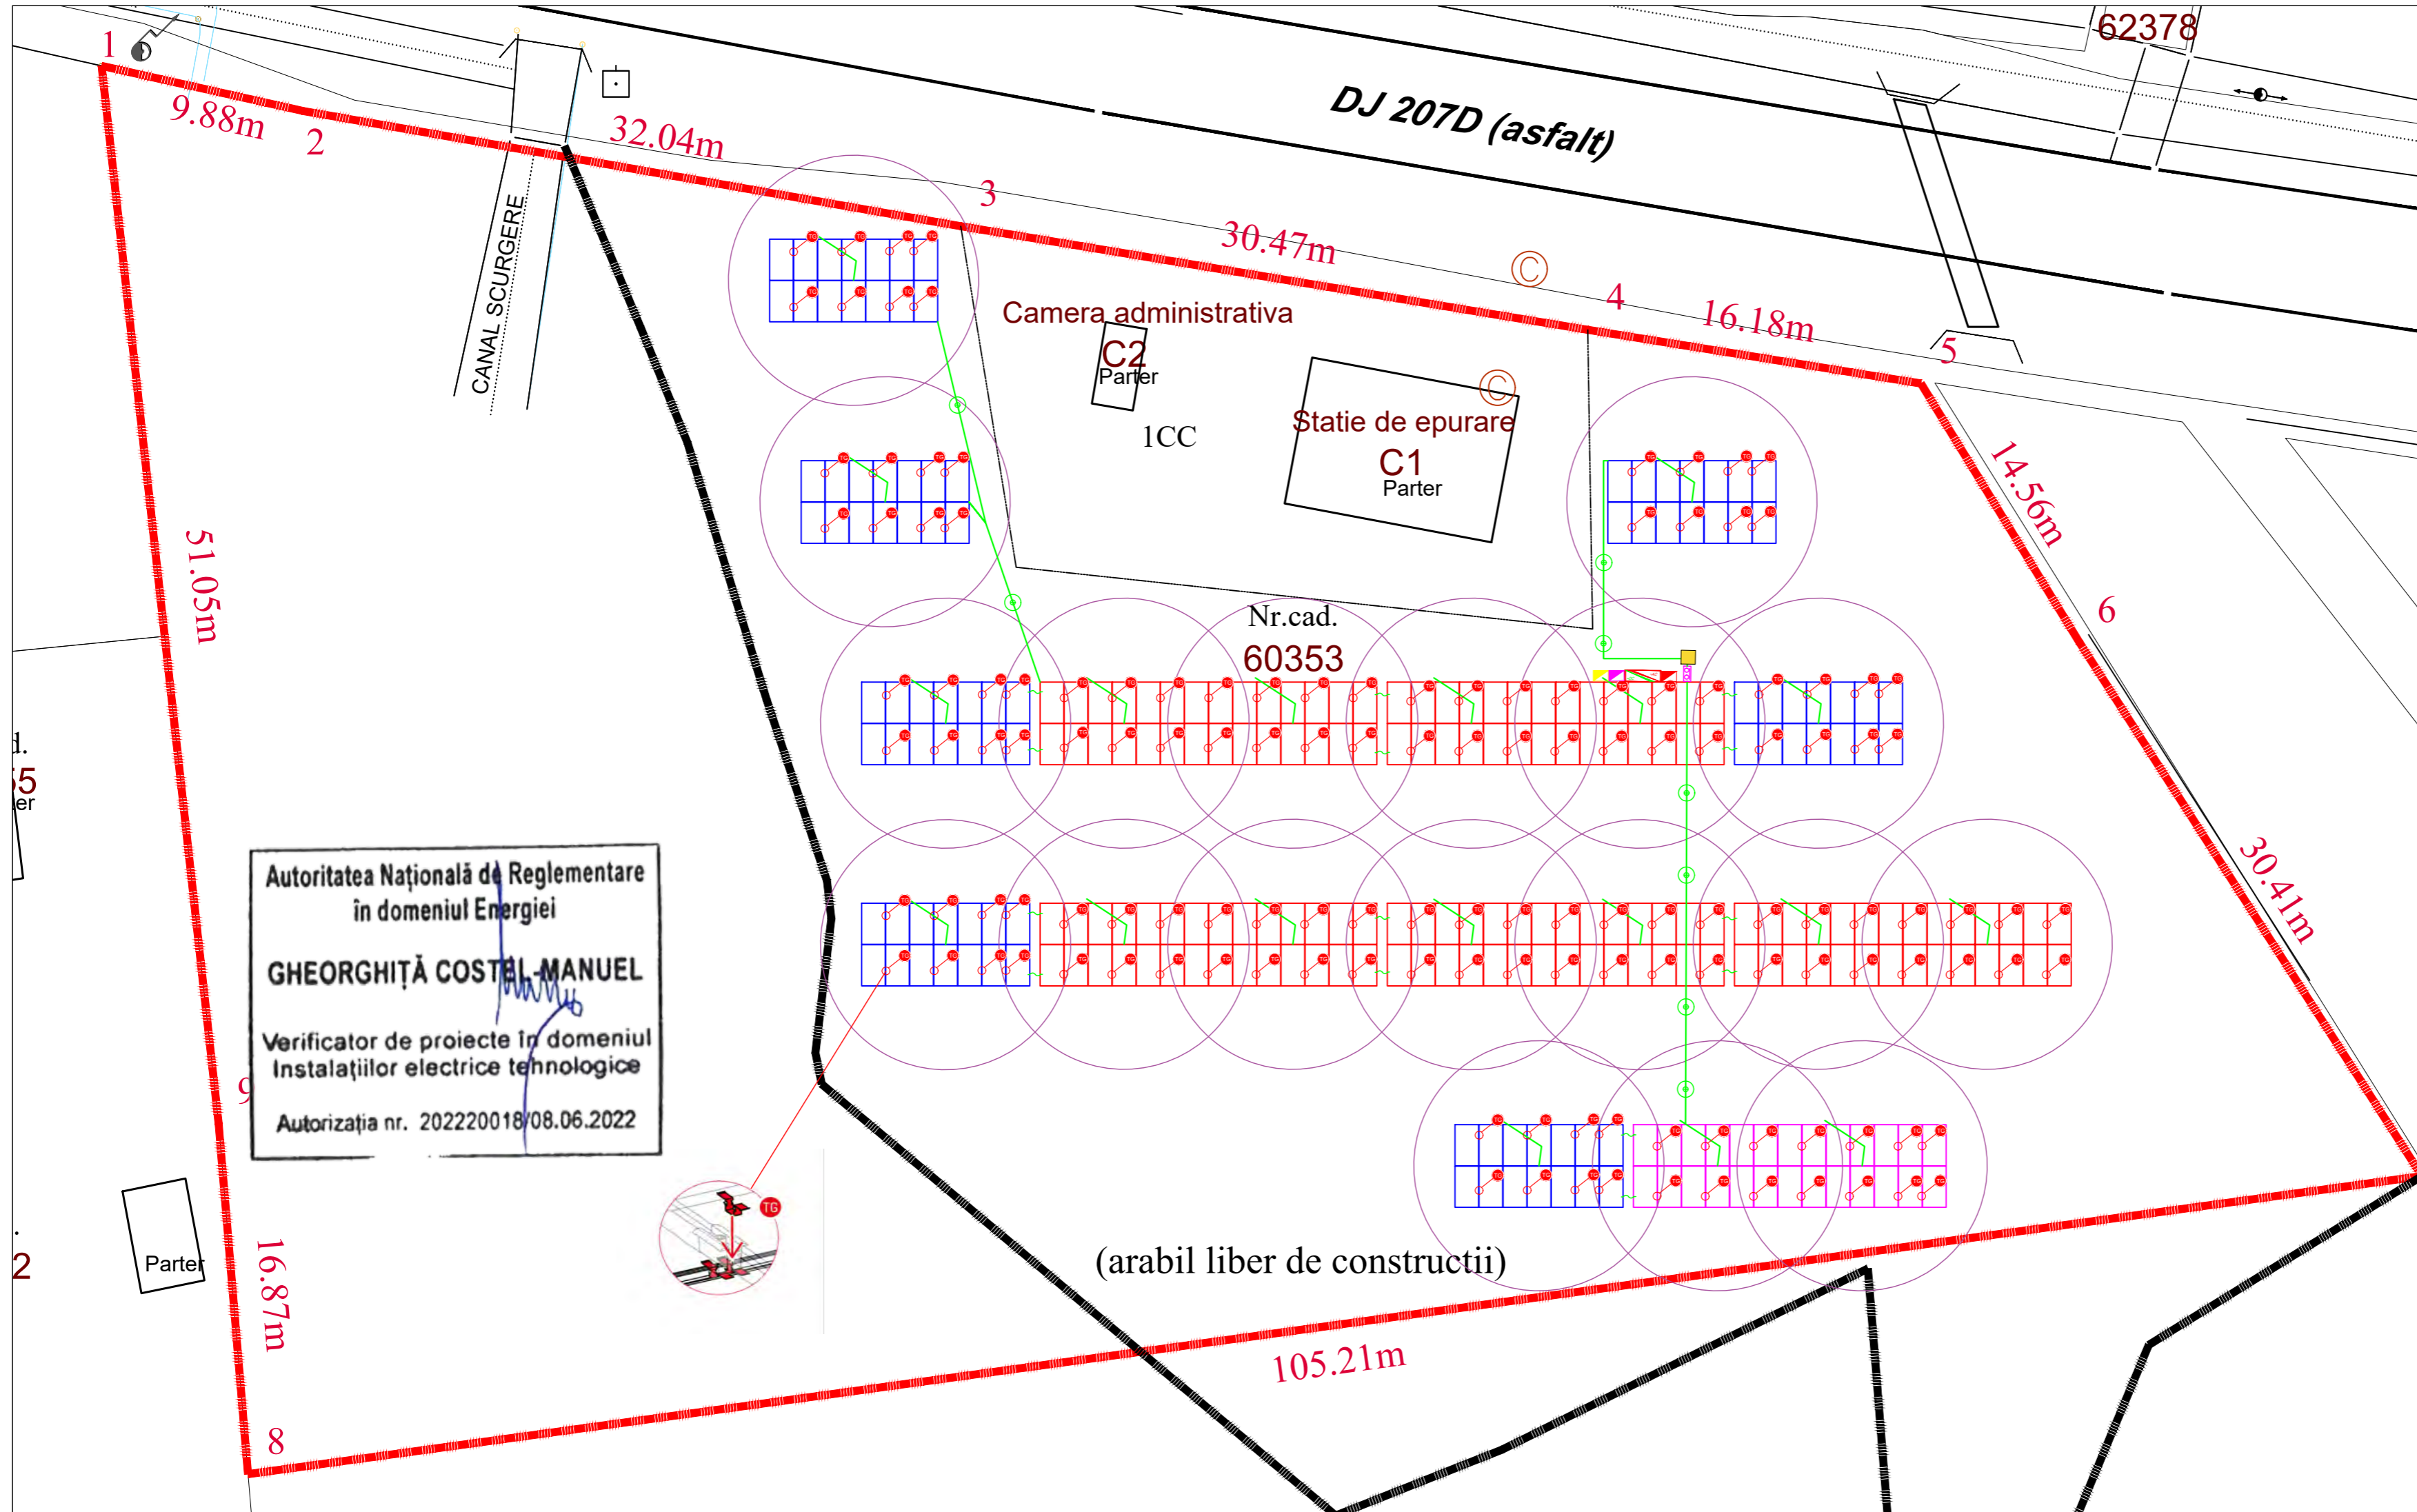 62378
1
9.88m
2
32.04m
DJ 207D (asfalt)
3
30.47m
4
16.18m
5
CANAL SCURGERE
Camera administrativa
C2
Parter
1CC
Statie de epurare
C1
Parter
14.56m
6
51.05m
Nr.cad.
60353
30.41m
Autoritatea Națională de Reglementare
în domeniul Energiei
GHEORGHIȚĂ COSTEL-MANUEL
Verificator de proiecte în domeniul
Instalațiilor electrice tehnologice
Autorizația nr. 202220018/08.06.2022
9
Parter
2
16.87m
TG
(arabil liber de constructii)
105.21m
8